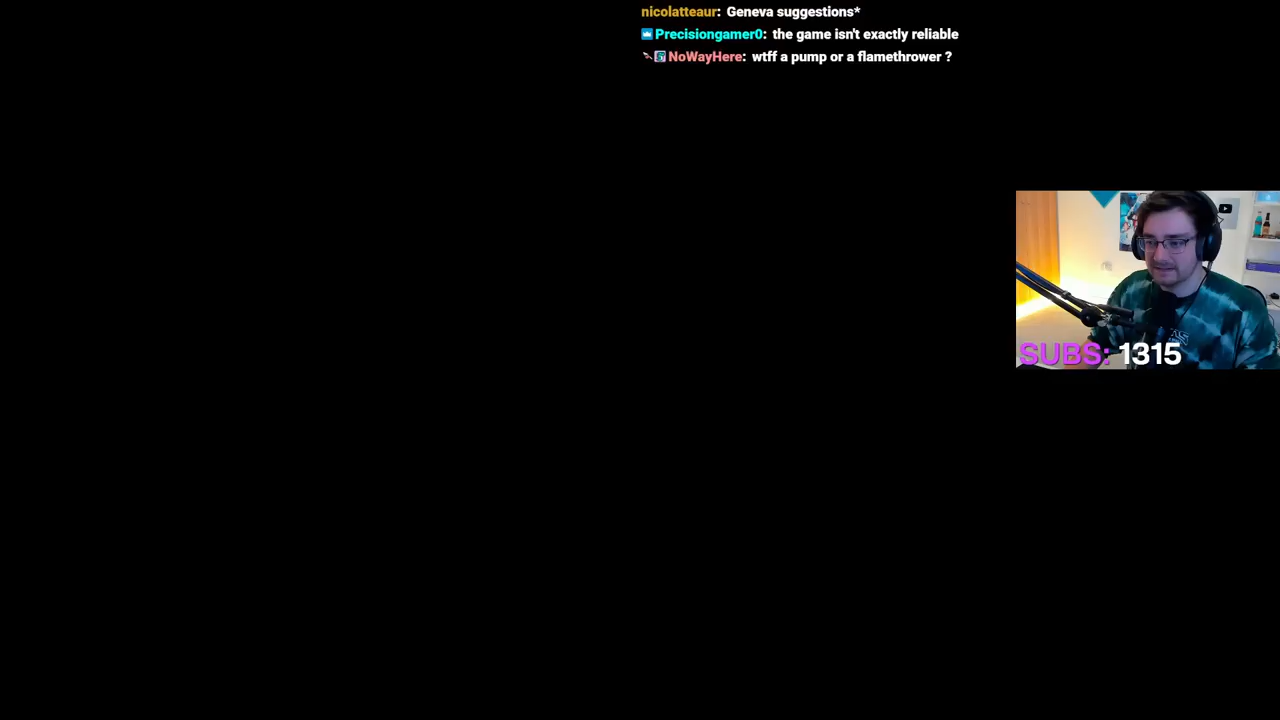 nicolatteaur: Geneva suggestions*
Precisiongamer0: the game isn't exactly reliable
NoWayHere: wtff a pump or a flamethrower ?
SUBS: 1315